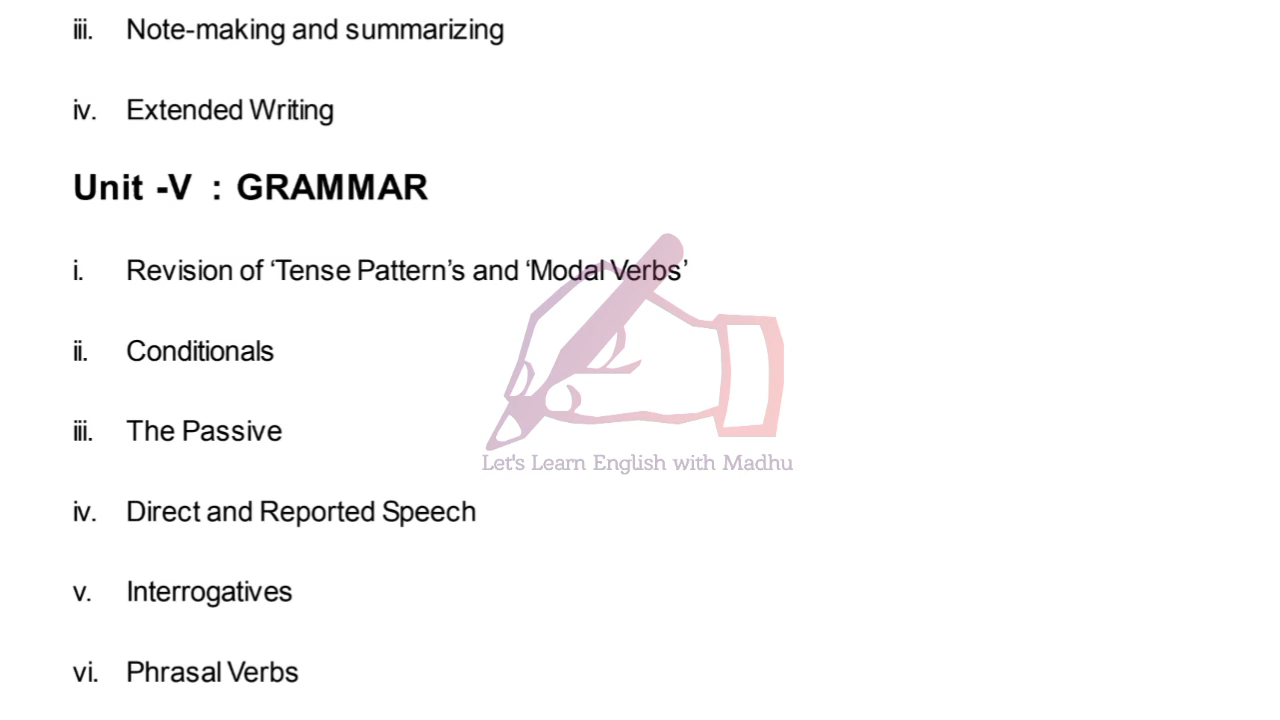 iii. Note-making and summarizing
iv. Extended Writing
Unit -V : GRAMMAR
i. Revision of ‘Tense Pattern’s and ‘Modal Verbs’
ii. Conditionals
iii. The Passive
Let's Learn English with Madhu
iv. Direct and Reported Speech
v. Interrogatives
vi. Phrasal Verbs